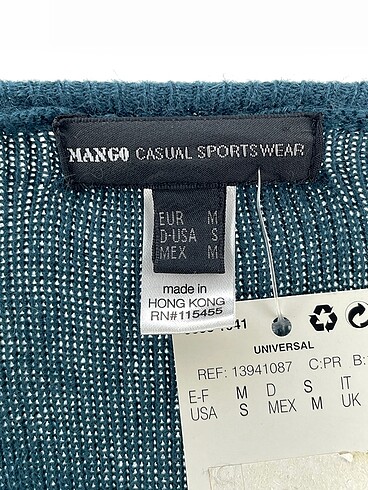 MANGO CASUAL SPORTSWEAR
EUR M
D-USA S
MEX M
made in
HONG KONG
RN#115455
UNIVERSAL
REF: 13941087 C:PR B:
E-F M D S IT
USA S MEX M UK